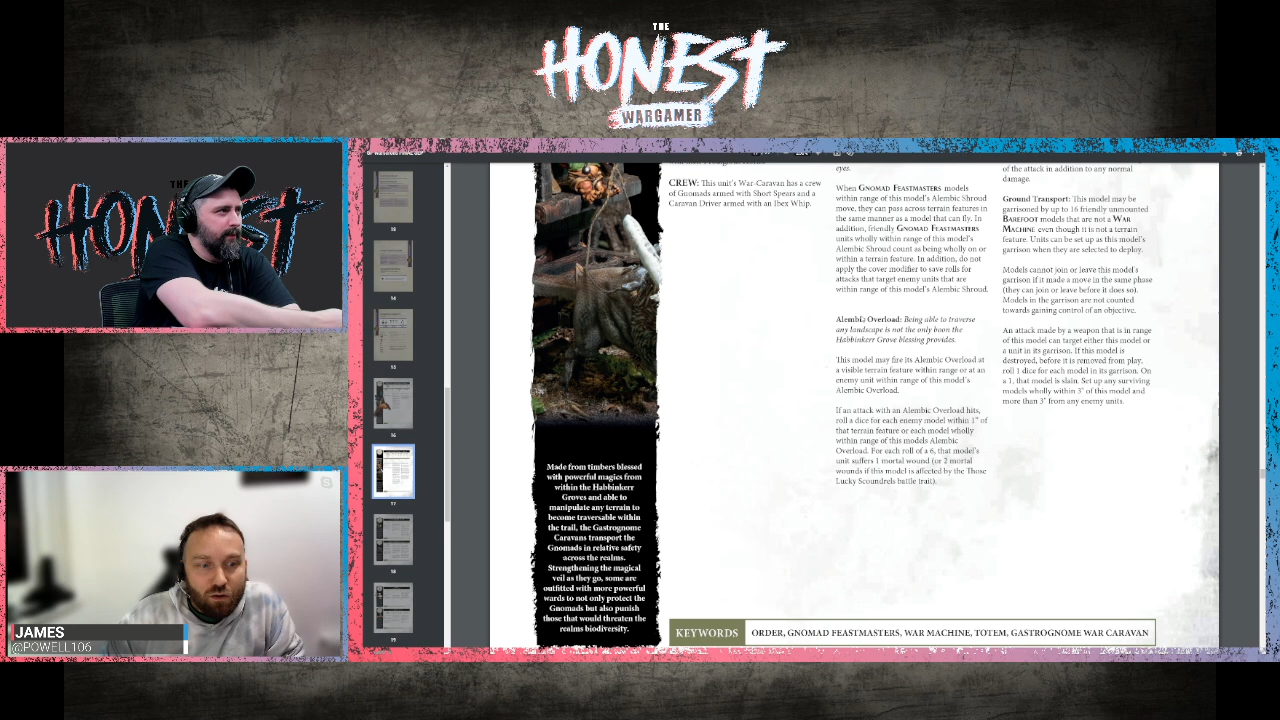 THE
HONEST
WARGAMER
THE
HONEST
JAMES
@POWELL106
13
14
15
16
17
18
19
Made from timbers blessed
with powerful magics from
within the Habbinkerr
Groves and able to
manipulate any terrain to
become traversable within
the trail, the Gastrognome
Caravans transport the
Gnomads in relative safety
across the realms.
Strengthening the magical
veil as they go, some are
outfitted with more powerful
wards to not only protect the
Gnomads but also punish
those that would threaten the
realms biodiversity.
CREW: This unit's War-Caravan has a crew
of Gnomads armed with Short Spears and a
Caravan Driver armed with an Ibex Whip.
eyes.
When GNOMAD FEASTMASTERS models
within range of this model's Alembic Shroud
move, they can pass across terrain features in
the same manner as a model that can fly. In
addition, friendly GNOMAD FEASTMASTERS
units wholly within range of this model's
Alembic Shroud count as being wholly on or
within a terrain feature. In addition, do not
apply the cover modifier to save rolls for
attacks that target enemy units that are
within range of this model's Alembic Shroud.
Alembic Overload: Being able to traverse
any landscape is not the only boon the
Habbinkerr Grove blessing provides.
This model may fire its Alembic Overload at
a visible terrain feature within range or at an
enemy unit within range of this model's
Alembic Overload.
If an attack with an Alembic Overload hits,
roll a dice for each enemy model within 1" of
that terrain feature or each model wholly
within range of this models Alembic
Overload. For each roll of a 6, that model's
unit suffers 1 mortal wound (or 2 mortal
wounds if this model is affected by the Those
Lucky Scoundrels battle trait).
of the attack in addition to any normal
damage.
Ground Transport: This model may be
garrisoned by up to 16 friendly unmounted
BAREFOOT models that are not a WAR
MACHINE even though it is not a terrain
feature. Units can be set up as this model's
garrison when they are selected to deploy.
Models cannot join or leave this model's
garrison if it made a move in the same phase
(they can join or leave before it does so).
Models in the garrison are not counted
towards gaining control of an objective.
An attack made by a weapon that is in range
of this model can target either this model or
a unit in its garrison. If this model is
destroyed, before it is removed from play,
roll 1 dice for each model in its garrison. On
a 1, that model is slain. Set up any surviving
models wholly within 3" of this model and
more than 3" from any enemy units.
KEYWORDS
ORDER, GNOMAD FEASTMASTERS, WAR MACHINE, TOTEM, GASTROGNOME WAR CARAVAN